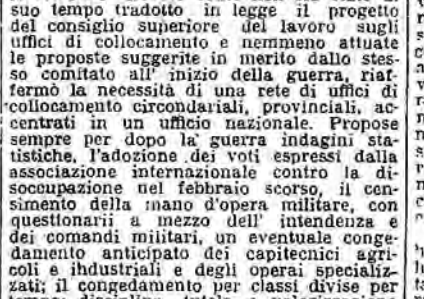 suo tempo tradotto in legge il progetto
del consiglio superiore del lavoro sugli
uffici di collocamento e nemmeno attuate
le proposte suggerite in merito dallo stes-
so comitato all' inizio della guerra, riaf-
fermò la necessità di una rete di uffici di
collocamento circondariali, provinciali, ac-
centrati in un ufficio nazionale. Propose
sempre per dopo la guerra indagini sta-
tistiche, l'adozione dei voti espressi dalla
associazione internazionale contro la di-
soccupazione nel febbraio scorso, il cen-
simento della mano d'opera militare, con
questionarii a mezzo dell' intendenza e
dei comandi militari, un eventuale conge-
damento anticipato dei capitecnici agri-
coli e ihdustriali e degli operai specializ-
zati; il congedamento per classi divise per